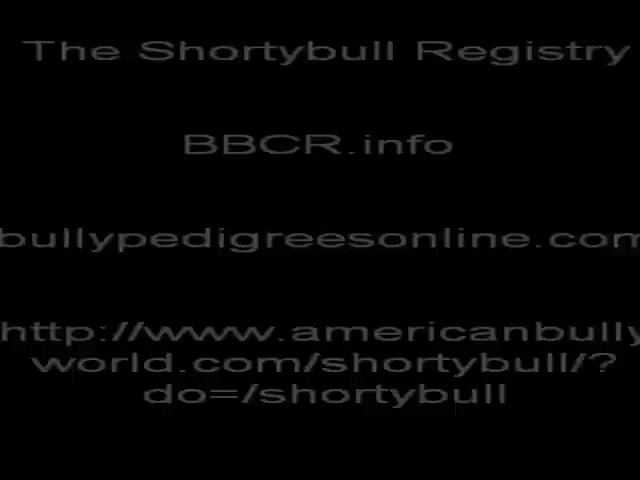 The Shortybull Registry
BBCR.info
bullypedigreesonline.com
http://www.americanbully
world.com/shortybull/?
do=/shortybull